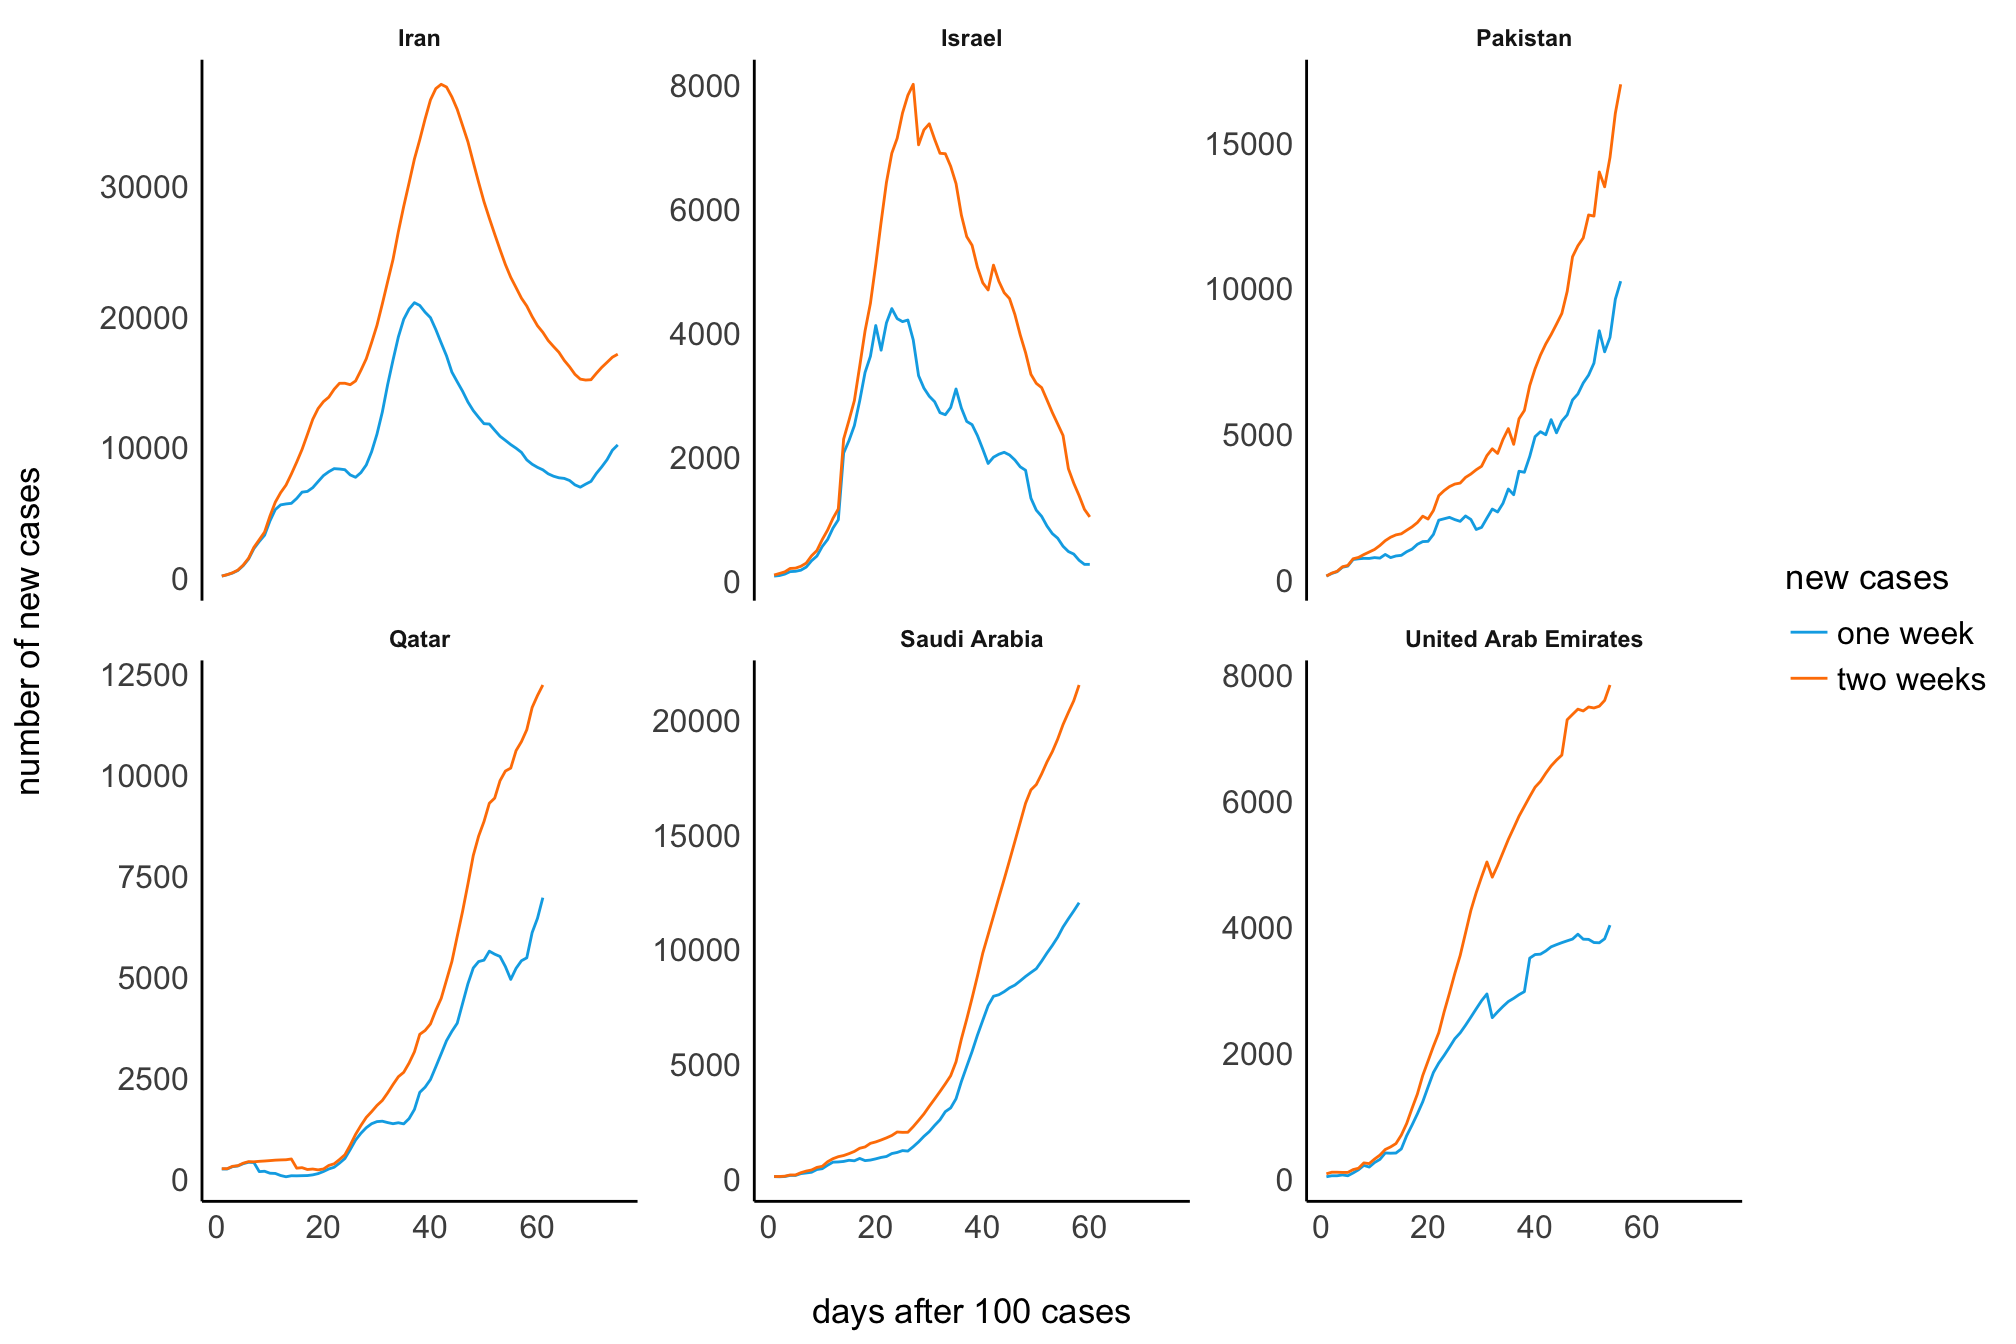 Iran
Israel
Pakistan
30000
20000
10000
0
8000
6000
4000
2000
0
15000
10000
5000
0
Qatar
Saudi Arabia
United Arab Emirates
12500
10000
7500
5000
2500
0
20000
15000
10000
5000
0
8000
6000
4000
2000
0
0 20 40 60
0 20 40 60
0 20 40 60
days after 100 cases
number of new cases
new cases
one week
two weeks